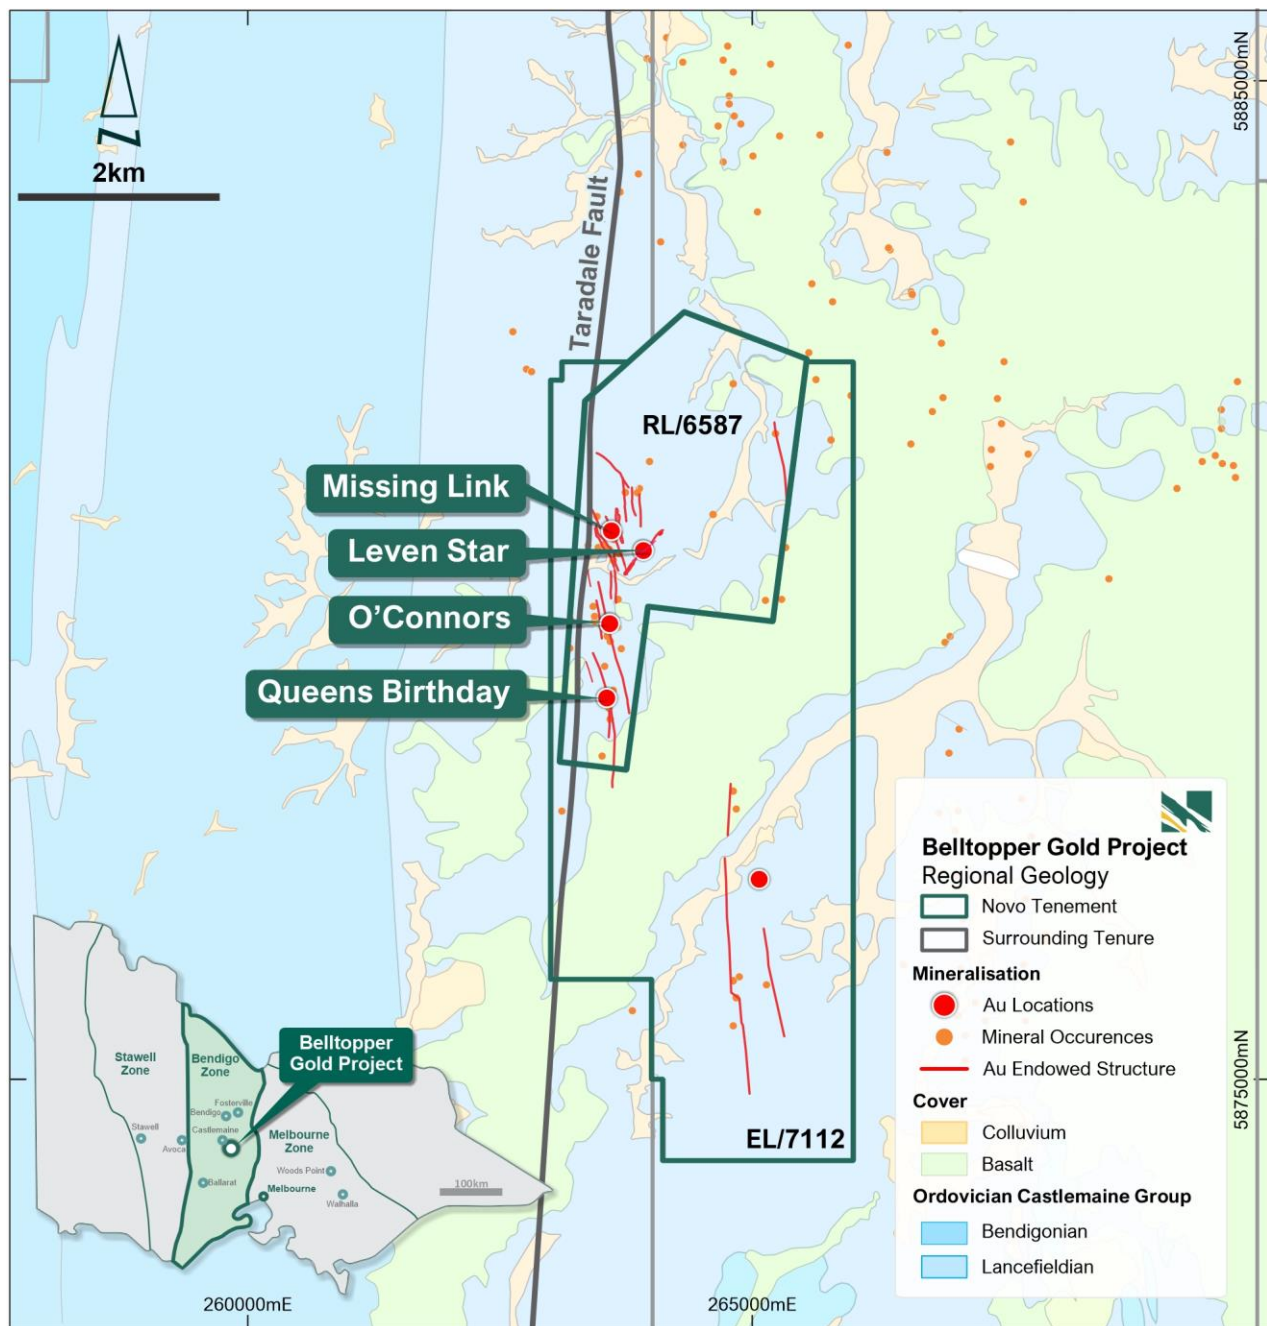 5885000mN
N
2km
Taradale Fault
RL/6587
Missing Link
Leven Star
O’Connors
Queens Birthday
EL/7112
5875000mN
Belltopper Gold Project
Regional Geology
Novo Tenement
Surrounding Tenure
Mineralisation
Au Locations
Mineral Occurences
Au Endowed Structure
Cover
Colluvium
Basalt
Ordovician Castlemaine Group
Bendigonian
Lancefieldian
Belltopper
Gold Project
Stawell
Zone
Bendigo
Zone
Melbourne
Zone
Fosterville
Bendigo
Stawell
Castlemaine
Avoca
Woods Point
Ballarat
Melbourne
Walhalla
100km
260000mE
265000mE